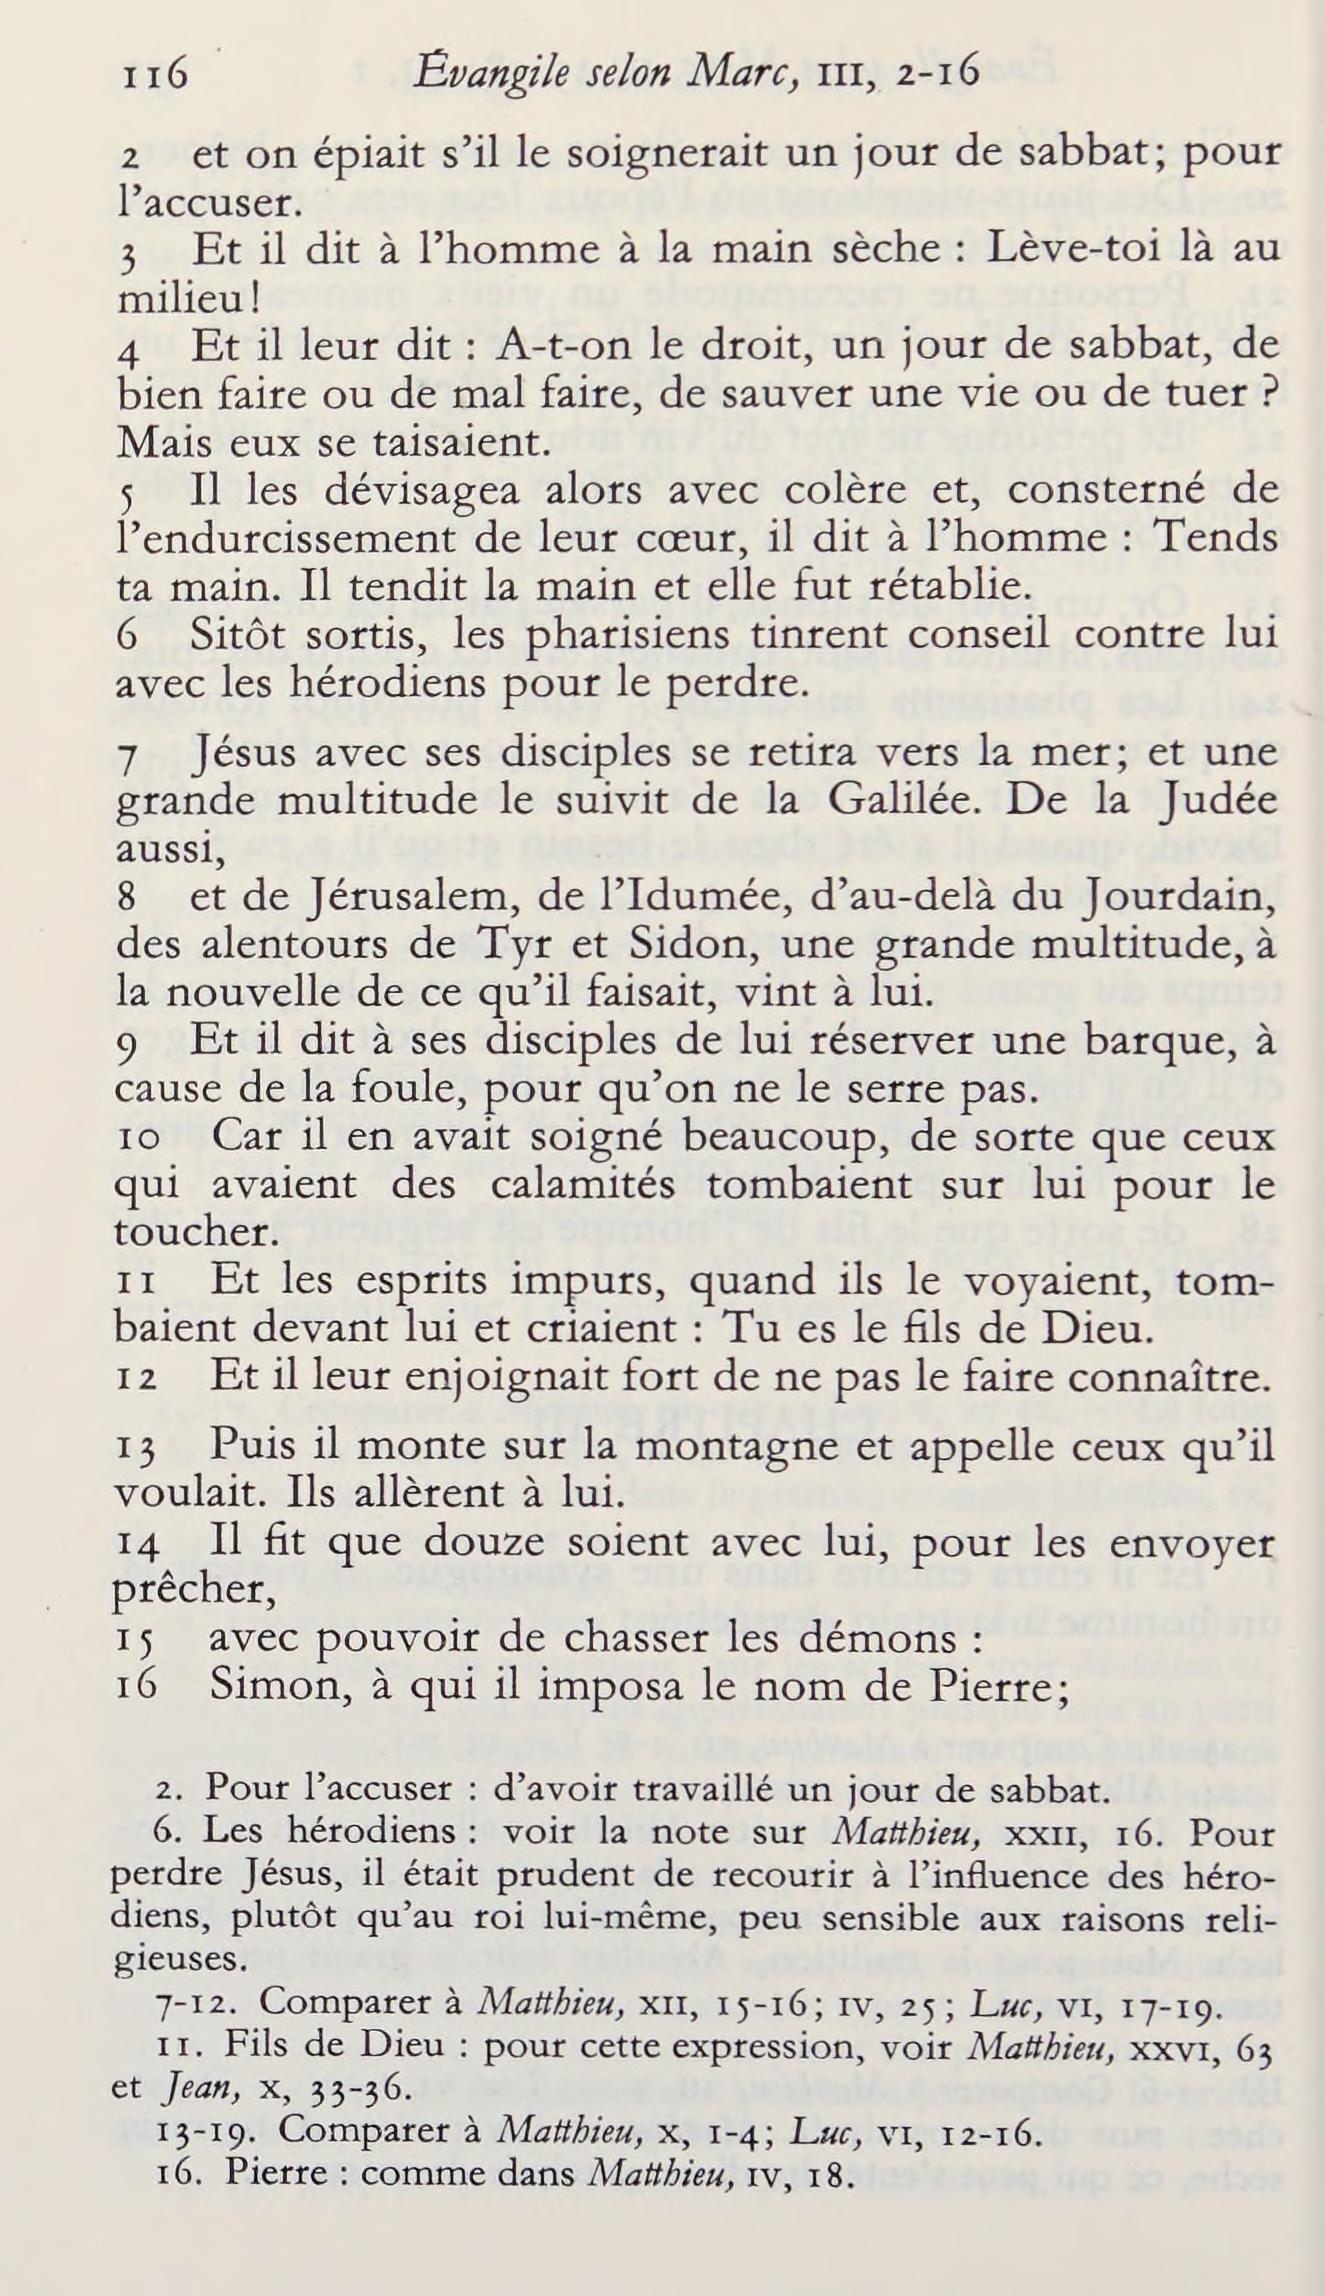 116 Évangile selon Marc, III, 2-16
2 et on épiait s’il le soignerait un jour de sabbat; pour
l’accuser.
3 Et il dit à l’homme à la main sèche : Lève-toi là au
milieu!
4 Et il leur dit : A-t-on le droit, un jour de sabbat, de
bien faire ou de mal faire, de sauver une vie ou de tuer ?
Mais eux se taisaient.
5 Il les dévisagea alors avec colère et, consterné de
l’endurcissement de leur cœur, il dit à l’homme : Tends
ta main. Il tendit la main et elle fut rétablie.
6 Sitôt sortis, les pharisiens tinrent conseil contre lui
avec les hérodiens pour le perdre.
7 Jésus avec ses disciples se retira vers la mer; et une
grande multitude le suivit de la Galilée. De la Judée
aussi,
8 et de Jérusalem, de l’Idumée, d’au-delà du Jourdain,
des alentours de Tyr et Sidon, une grande multitude, à
la nouvelle de ce qu’il faisait, vint à lui.
9 Et il dit à ses disciples de lui réserver une barque, à
cause de la foule, pour qu’on ne le serre pas.
10 Car il en avait soigné beaucoup, de sorte que ceux
qui avaient des calamités tombaient sur lui pour le
toucher.
11 Et les esprits impurs, quand ils le voyaient, tom-
baient devant lui et criaient : Tu es le fils de Dieu.
12 Et il leur enjoignait fort de ne pas le faire connaître.
13 Puis il monte sur la montagne et appelle ceux qu’il
voulait. Ils allèrent à lui.
14 Il fit que douze soient avec lui, pour les envoyer
prêcher,
15 avec pouvoir de chasser les démons :
16 Simon, à qui il imposa le nom de Pierre;
2. Pour l’accuser : d’avoir travaillé un jour de sabbat.
6. Les hérodiens : voir la note sur Matthieu, XXII, 16. Pour
perdre Jésus, il était prudent de recourir à l’influence des héro-
diens, plutôt qu’au roi lui-même, peu sensible aux raisons reli-
gieuses.
7-12. Comparer à Matthieu, XII, 15-16; IV, 25; Luc, VI, 17-19.
11. Fils de Dieu : pour cette expression, voir Matthieu, XXVI, 63
et Jean, X, 33-36.
13-19. Comparer à Matthieu, X, 1-4; Luc, VI, 12-16.
16. Pierre : comme dans Matthieu, IV, 18.